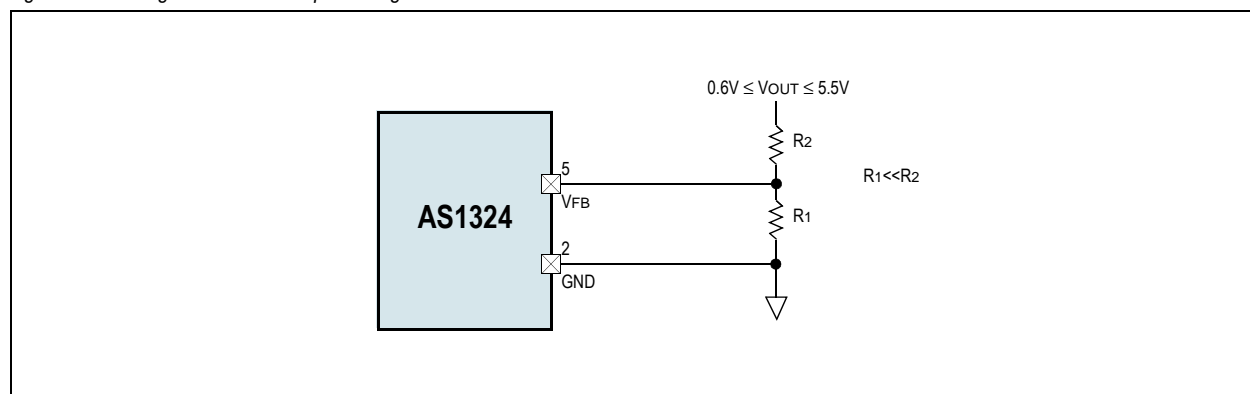 0.6V ≤ VOUT ≤ 5.5V
R2
5
R1<<R2
VFB
AS1324
R1
2
GND